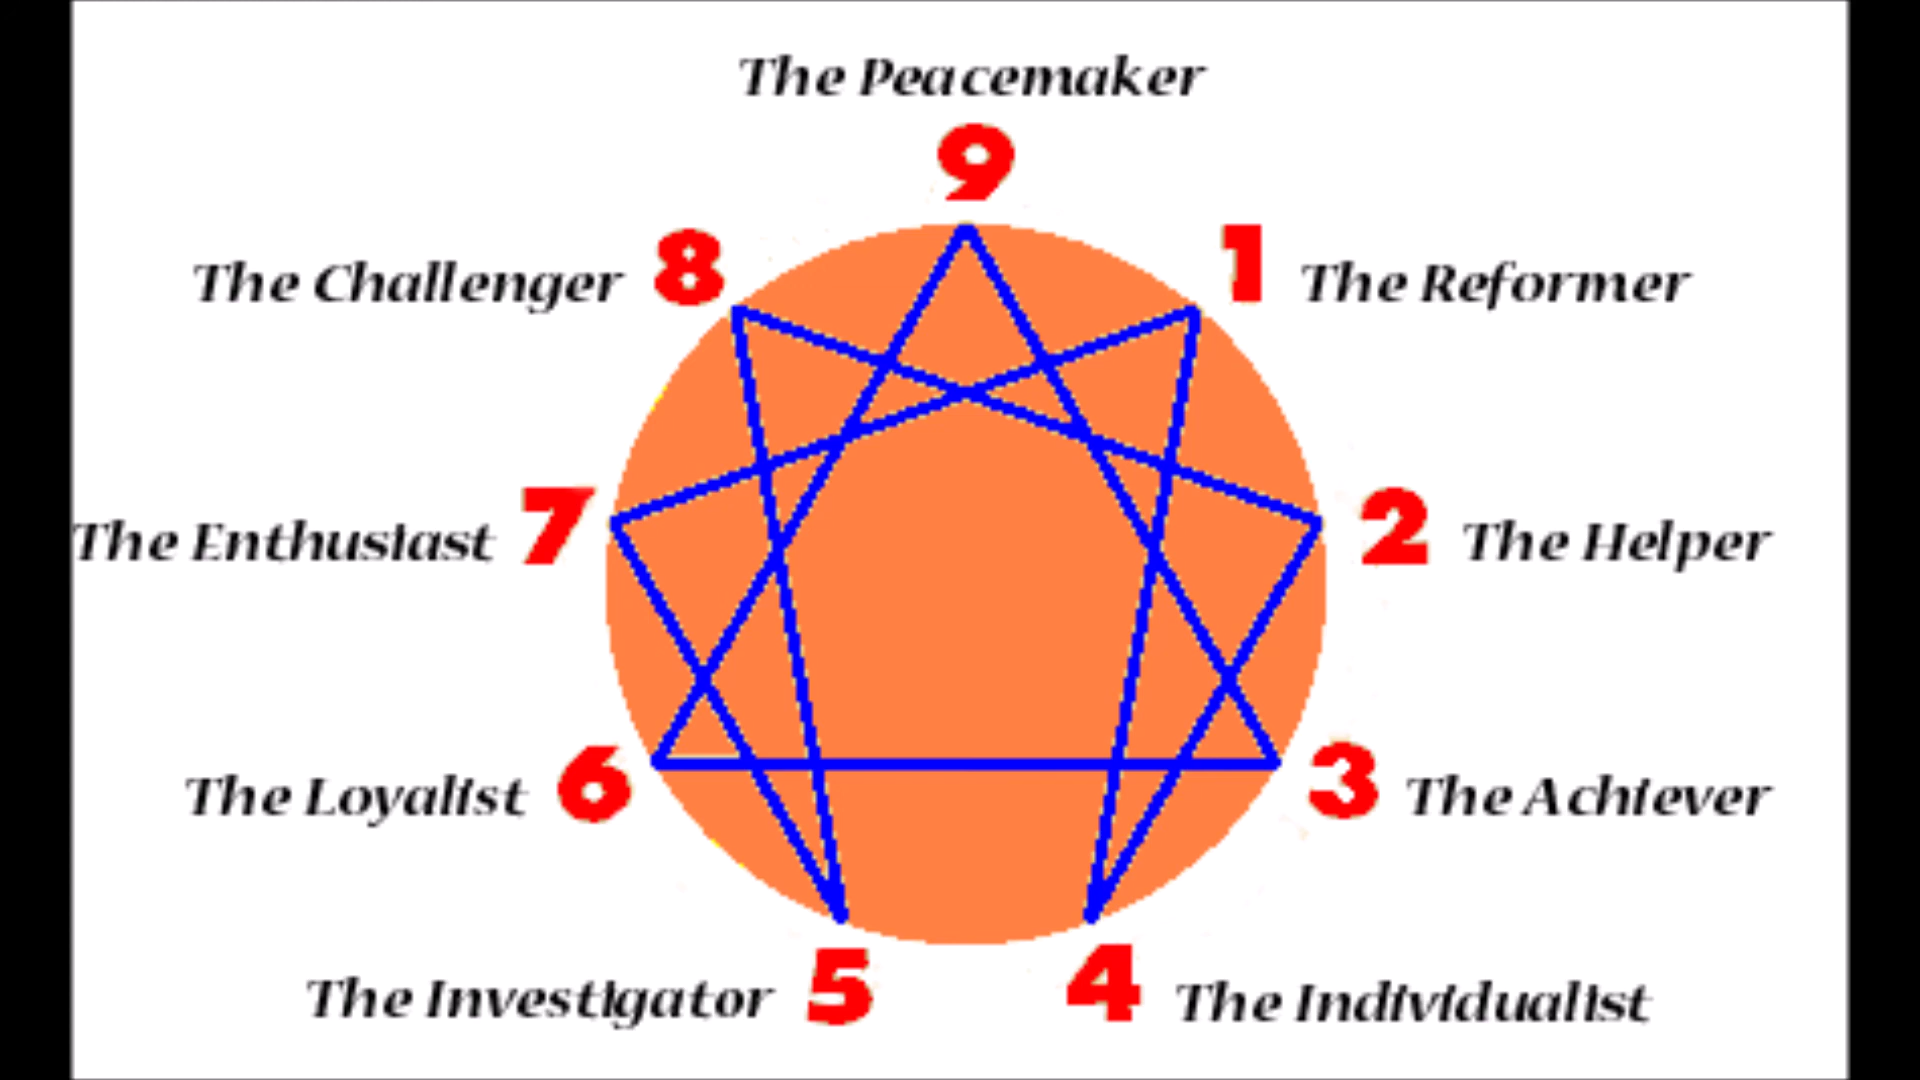 The Peacemaker
9
The Challenger 8
1 The Reformer
The Enthusiast 7
2 The Helper
The Loyalist 6
3 The Achiever
The Investigator 5
4 The Individualist